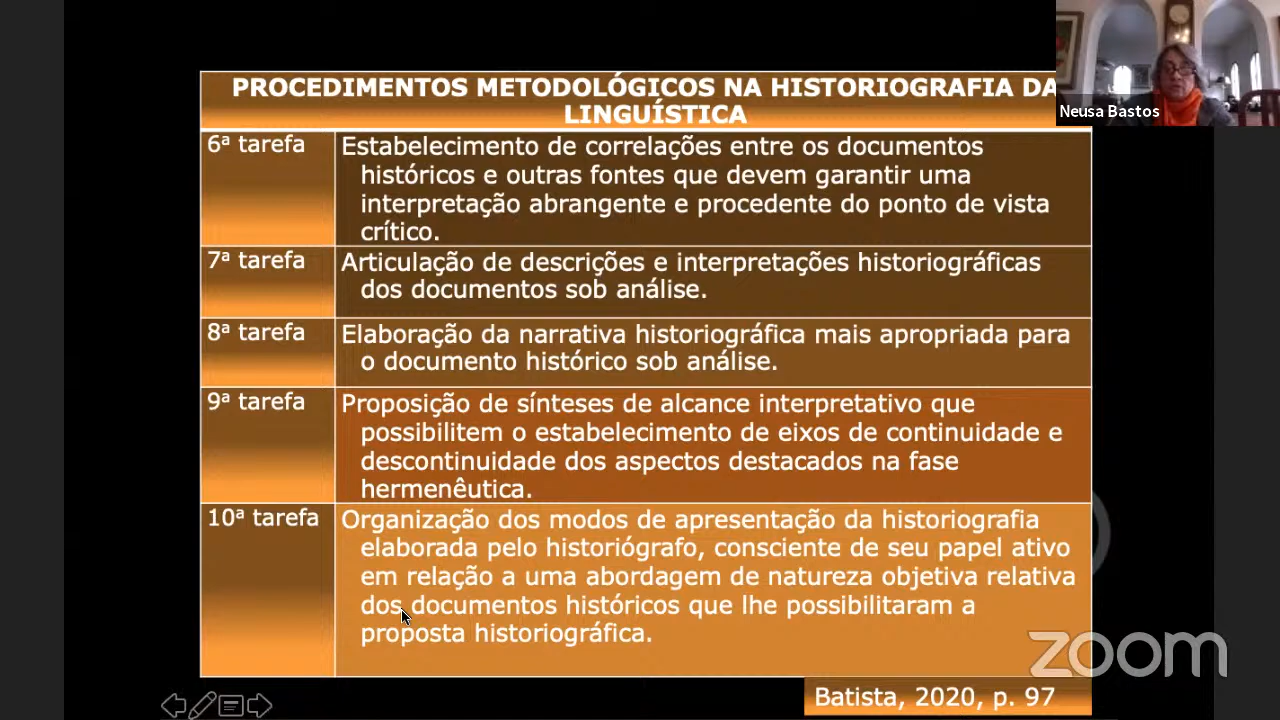 PROCEDIMENTOS METODOLÓGICOS NA HISTORIOGRAFIA DA
LINGUÍSTICA
Neusa Bastos
6ª tarefa
Estabelecimento de correlações entre os documentos
históricos e outras fontes que devem garantir uma
interpretação abrangente e procedente do ponto de vista
crítico.
7ª tarefa
Articulação de descrições e interpretações historiográficas
dos documentos sob análise.
8ª tarefa
Elaboração da narrativa historiográfica mais apropriada para
o documento histórico sob análise.
9ª tarefa
Proposição de sínteses de alcance interpretativo que
possibilitem o estabelecimento de eixos de continuidade e
descontinuidade dos aspectos destacados na fase
hermenêutica.
10ª tarefa
Organização dos modos de apresentação da historiografia
elaborada pelo historiógrafo, consciente de seu papel ativo
em relação a uma abordagem de natureza objetiva relativa
dos documentos históricos que lhe possibilitaram a
proposta historiográfica.
zoom
Batista, 2020, p. 97